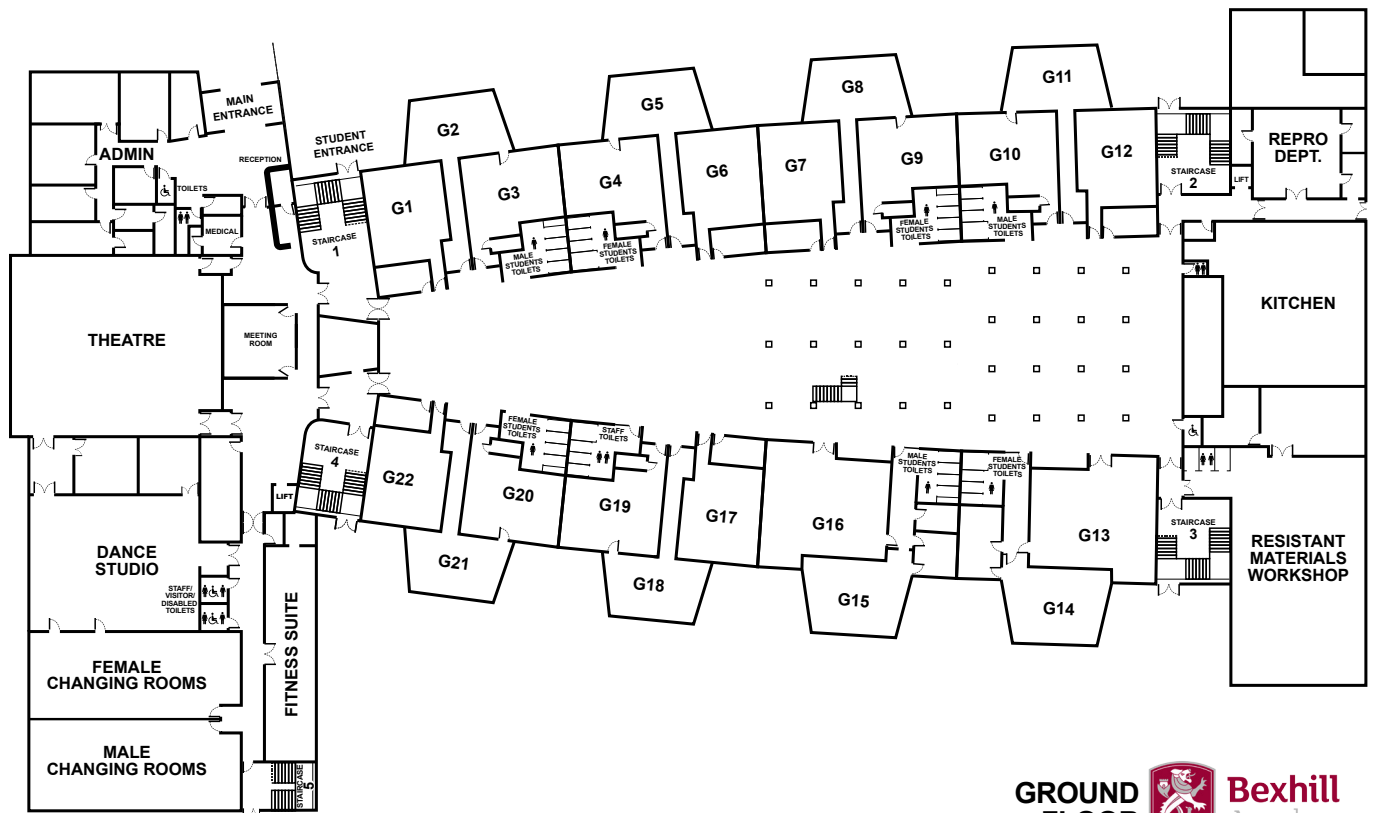 MAIN
ENTRANCE
ADMIN
RECEPTION
STUDENT
ENTRANCE
TOILETS
MEDICAL
STAIRCASE
1
G1
G2
G3
MALE
STUDENTS
TOILETS
G4
FEMALE
STUDENTS
TOILETS
G5
G6
G7
G8
G9
FEMALE
STUDENTS
TOILETS
G10
MALE
STUDENTS
TOILETS
G11
G12
STAIRCASE
2
LIFT
REPRO
DEPT.
THEATRE
MEETING
ROOM
KITCHEN
STAIRCASE
4
LIFT
G22
G21
FEMALE
STUDENTS
TOILETS
G20
STAFF
TOILETS
G19
G18
G17
G16
G15
MALE
STUDENTS
TOILETS
FEMALE
STUDENTS
TOILETS
G13
G14
STAIRCASE
3
RESISTANT
MATERIALS
WORKSHOP
DANCE
STUDIO
STAFF/
VISITOR/
DISABLED
TOILETS
FITNESS SUITE
FEMALE
CHANGING ROOMS
MALE
CHANGING ROOMS
STAIRCASE
5
GROUND
FLOOR
Bexhill